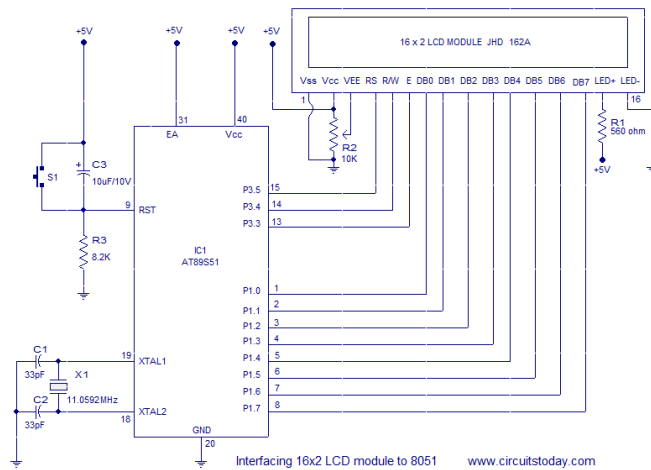 16 x 2 LCD MODULE JHD 162A
+5V
+5V
+5V
+5V
Vss Vcc VEE RS R/W E DB0 DB1 DB2 DB3 DB4 DB5 DB6 DB7 LED+ LED-
1
16
R1
560 ohm
+5V
R2
10K
31
40
EA
Vcc
S1
+
C3
10uF/10V
9
RST
R3
8.2K
IC1
AT89S51
P3.5 15
P3.4 14
P3.3 13
P1.0 1
P1.1 2
P1.2 3
P1.3 4
P1.4 5
P1.5 6
P1.6 7
P1.7 8
C1
33pF
19
XTAL1
X1
11.0592MHz
C2
33pF
18
XTAL2
GND
20
Interfacing 16x2 LCD module to 8051 www.circuitstoday.com